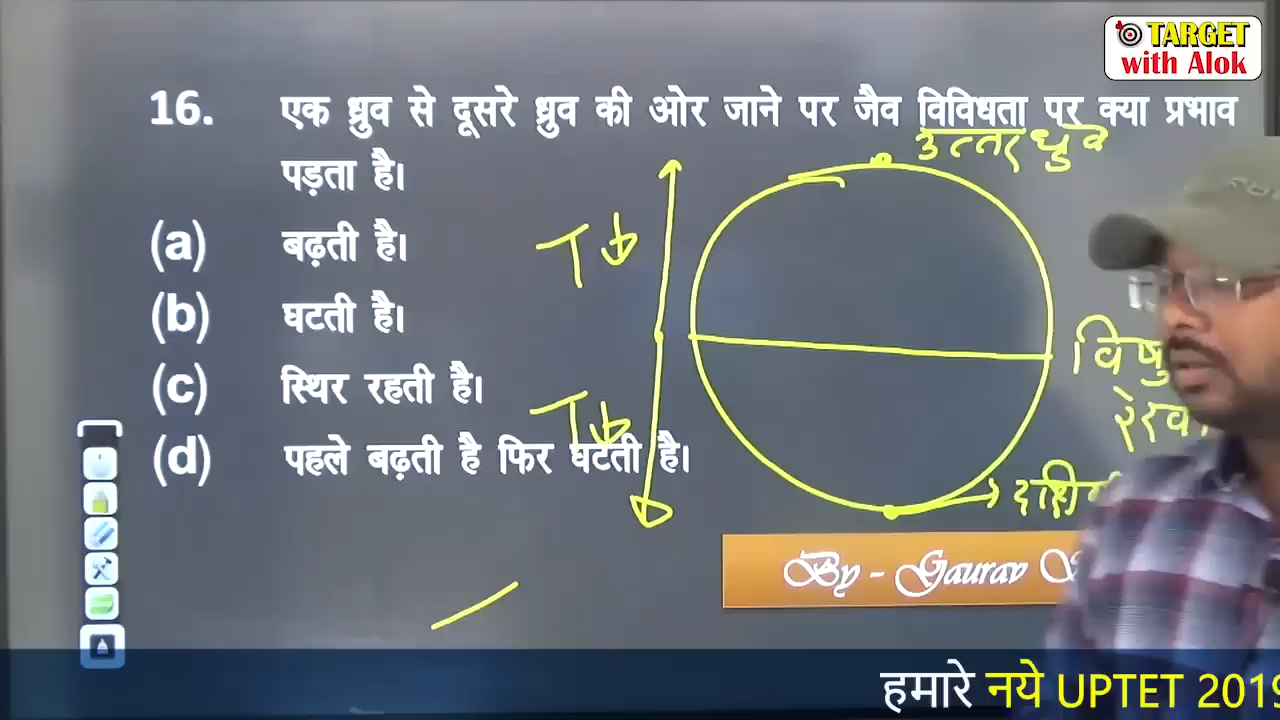 TARGET
with Alok
16. एक ध्रुव से दूसरे ध्रुव की ओर जाने पर जैव विविधता पर क्या प्रभाव
पड़ता है।
उत्तर ध्रुव
(a) बढ़ती है।
T
(b) घटती है।
(c) स्थिर रहती है।
T
(d) पहले बढ़ती है फिर घटती है।
By - Gaurav
हमारे नये UPTET 2019